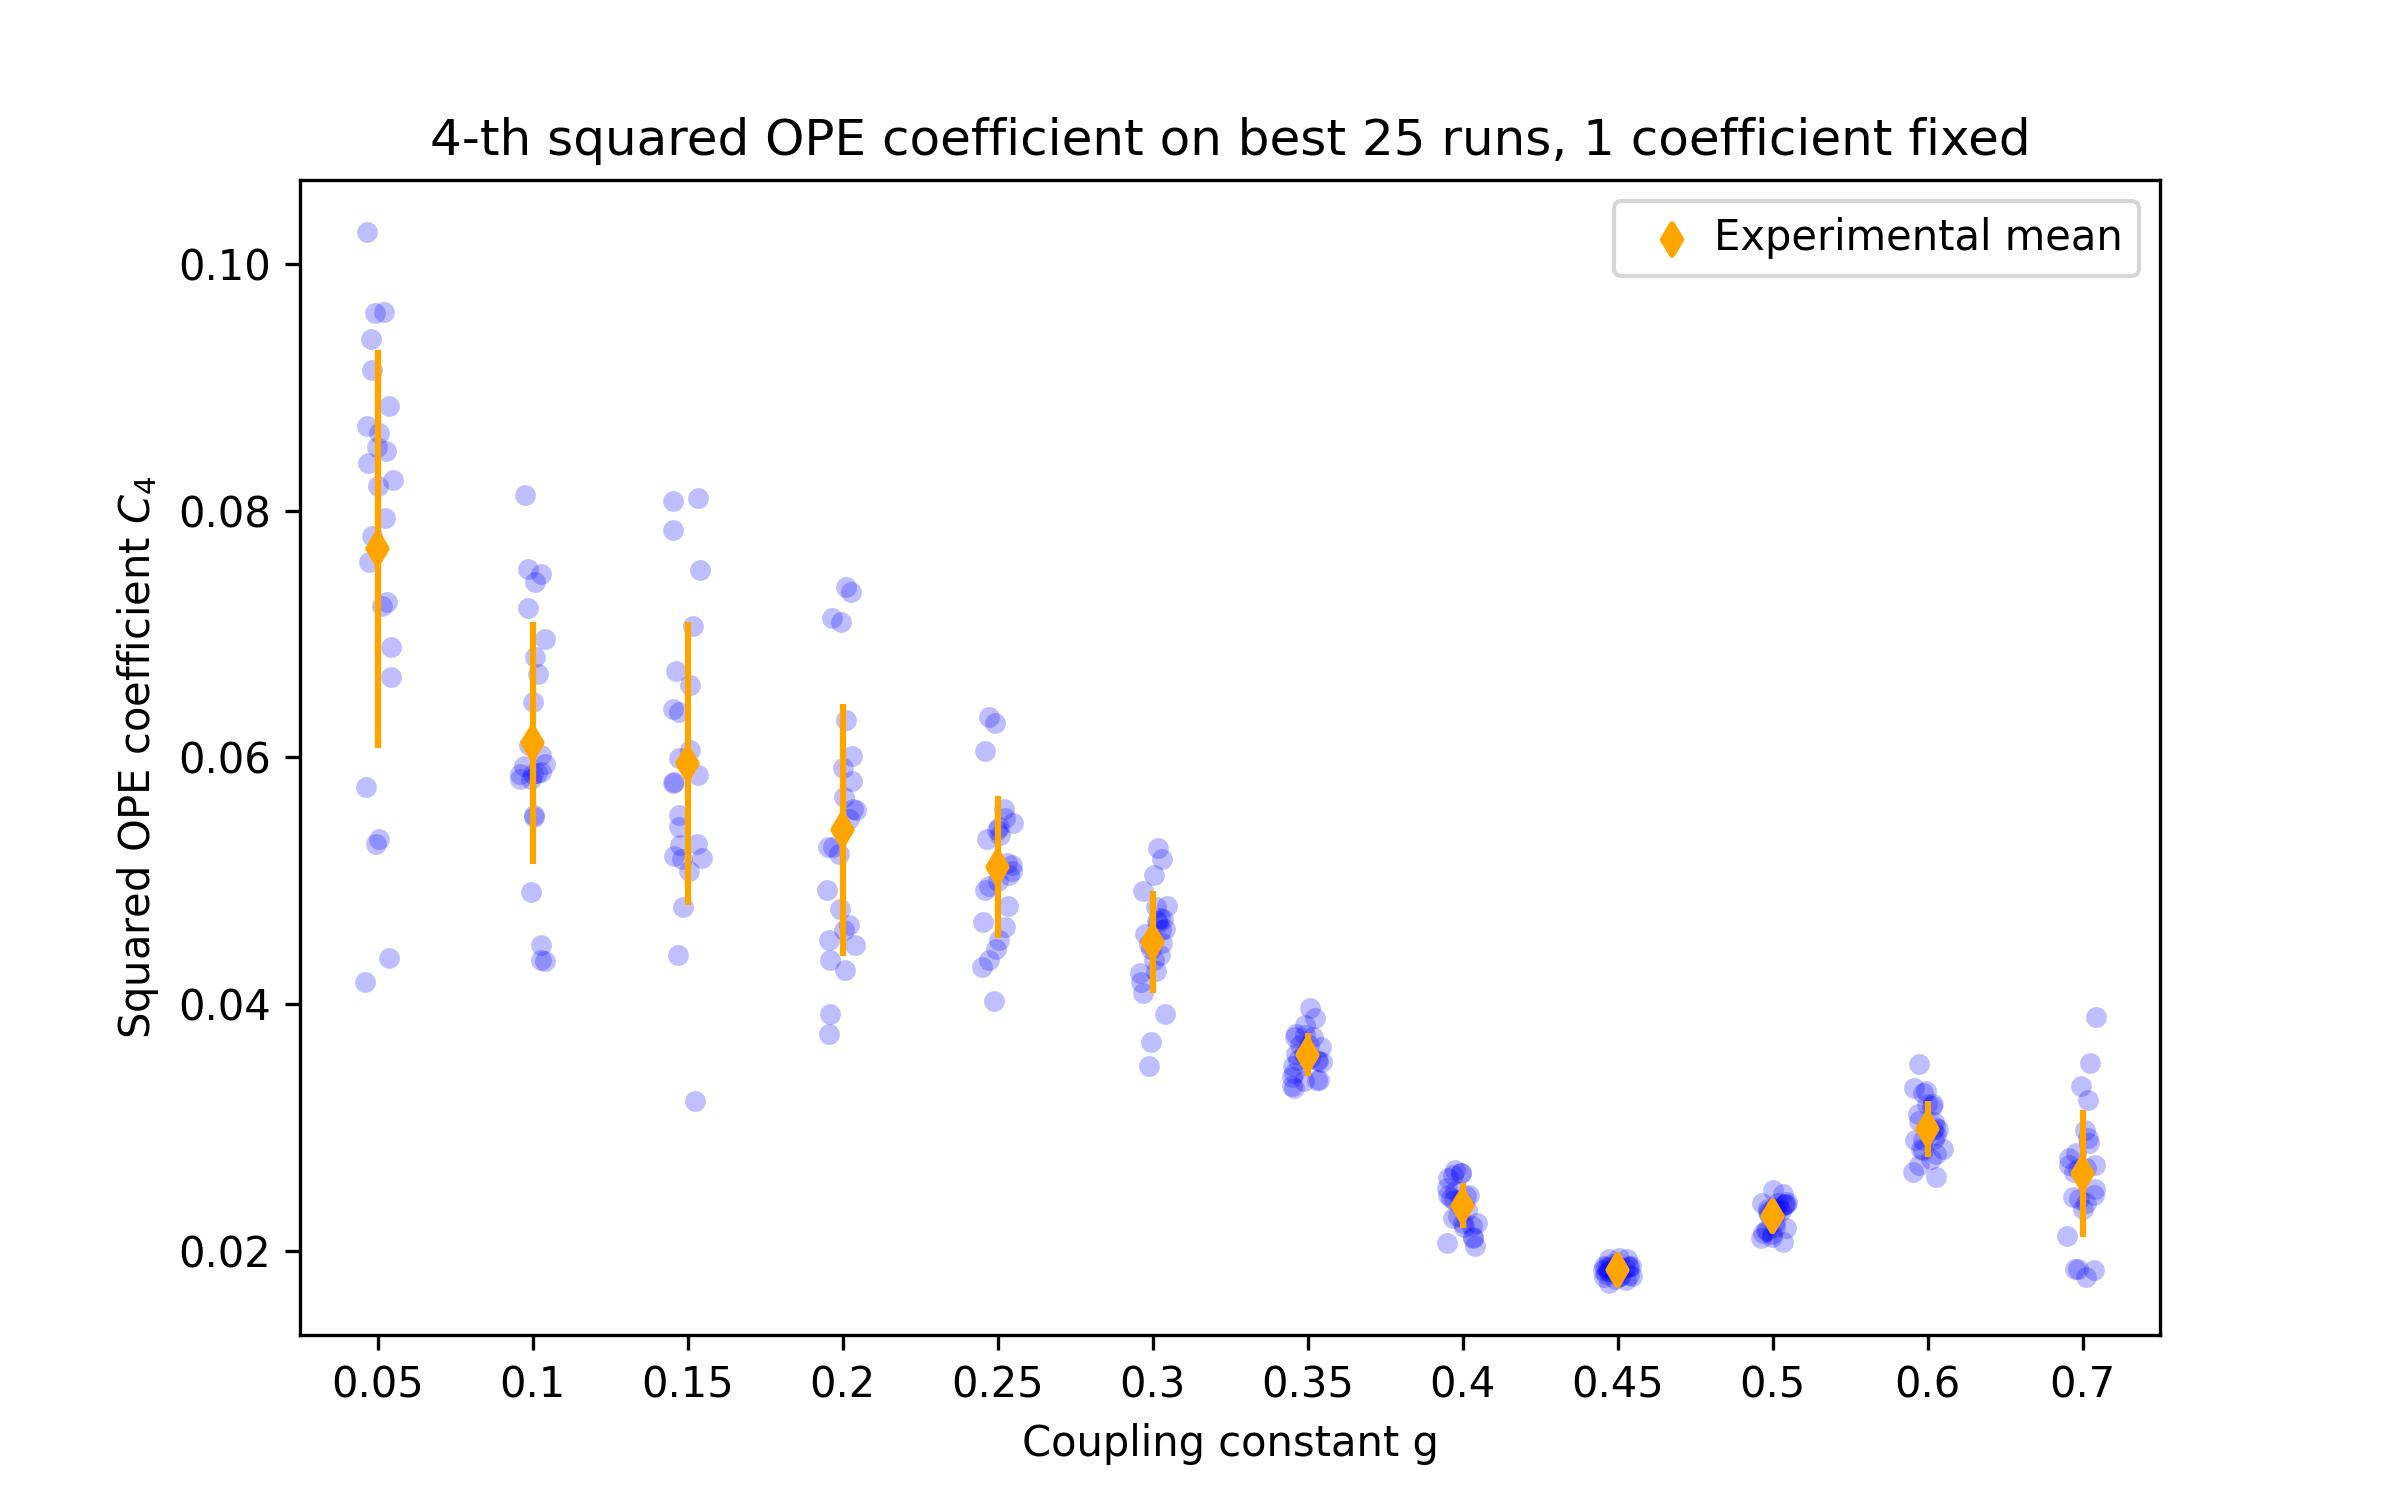 4-th squared OPE coefficient on best 25 runs, 1 coefficient fixed
Experimental mean
Squared OPE coefficient C₄
0.10
0.08
0.06
0.04
0.02
0.05 0.1 0.15 0.2 0.25 0.3 0.35 0.4 0.45 0.5 0.6 0.7
Coupling constant g